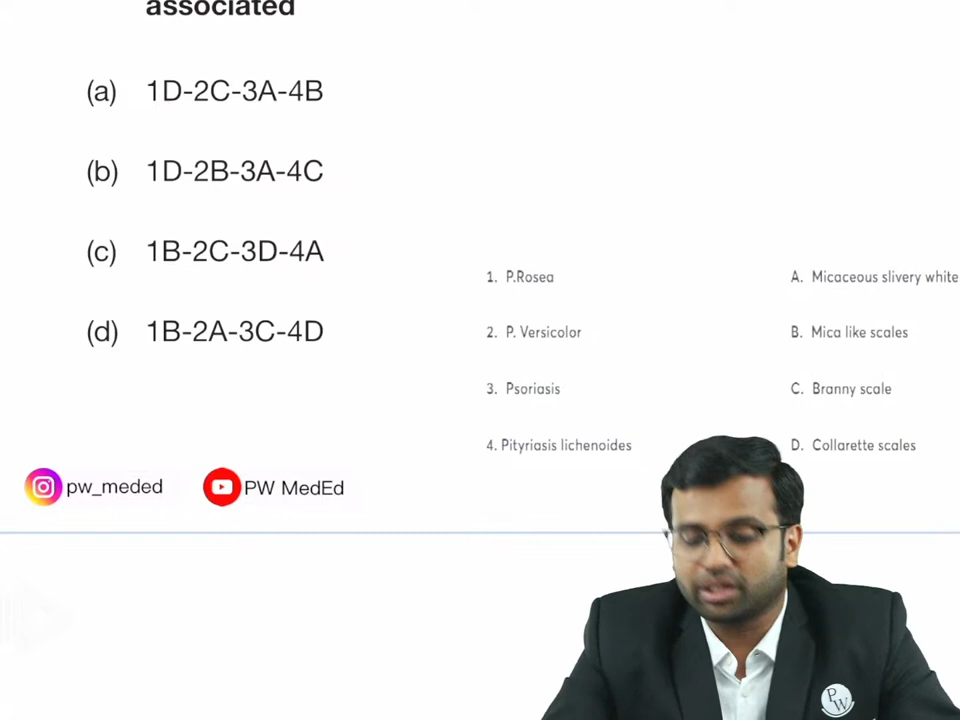 associated
(a) 1D-2C-3A-4B
(b) 1D-2B-3A-4C
(c) 1B-2C-3D-4A
(d) 1B-2A-3C-4D
1. P.Rosea A. Micaceous slivery white
2. P. Versicolor B. Mica like scales
3. Psoriasis C. Branny scale
4. Pityriasis lichenoides D. Collarette scales
pw_meded PW MedEd
PW